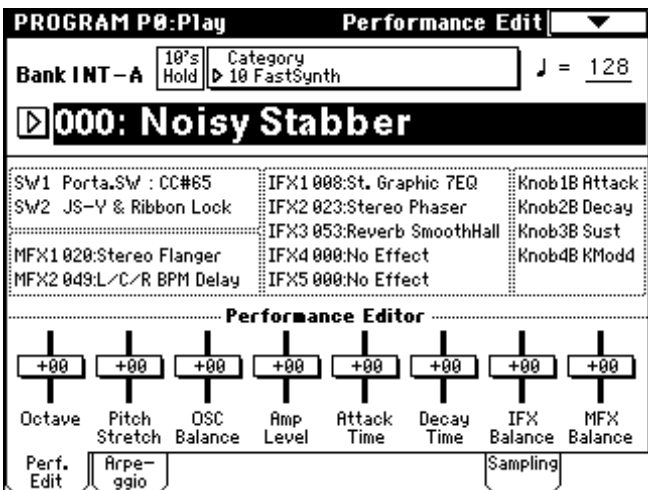 PROGRAM P0:Play Performance Edit
Bank INT-A 10's Hold Category 10 FastSynth ♩ = 128
000: Noisy Stabber
SW1 Porta.SW : CC#65 IFX1 008:St. Graphic 7EQ Knob1B Attack
SW2 JS-Y & Ribbon Lock IFX2 023:Stereo Phaser Knob2B Decay
IFX3 053:Reverb SmoothHall Knob3B Sust
MFX1 020:Stereo Flanger IFX4 000:No Effect Knob4B KMod4
MFX2 049:L/C/R BPM Delay IFX5 000:No Effect
Performance Editor
+00 +00 +00 +00 +00 +00 +00 +00
Octave Pitch Stretch OSC Balance Amp Level Attack Time Decay Time IFX Balance MFX Balance
Perf. Edit Arpe-ggio Sampling